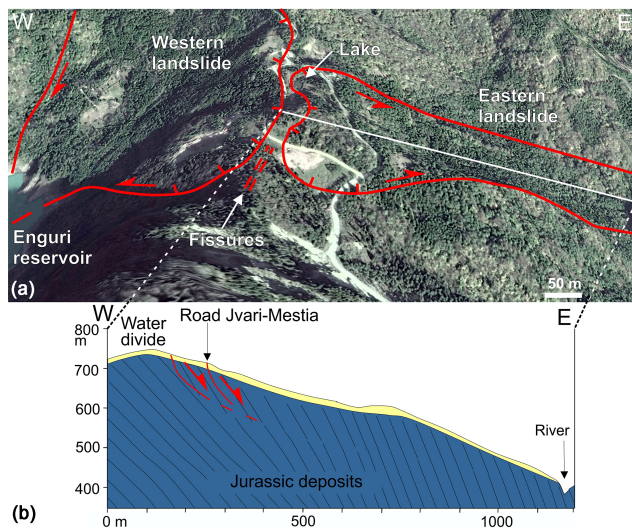 W
E
Western
landslide
Lake
Eastern
landslide
Enguri
reservoir
Fissures
(a)
50 m
W
E
800
m
Water
divide
Road Jvari-Mestia
700
600
500
400
River
Jurassic deposits
(b)
0 m
500
1000